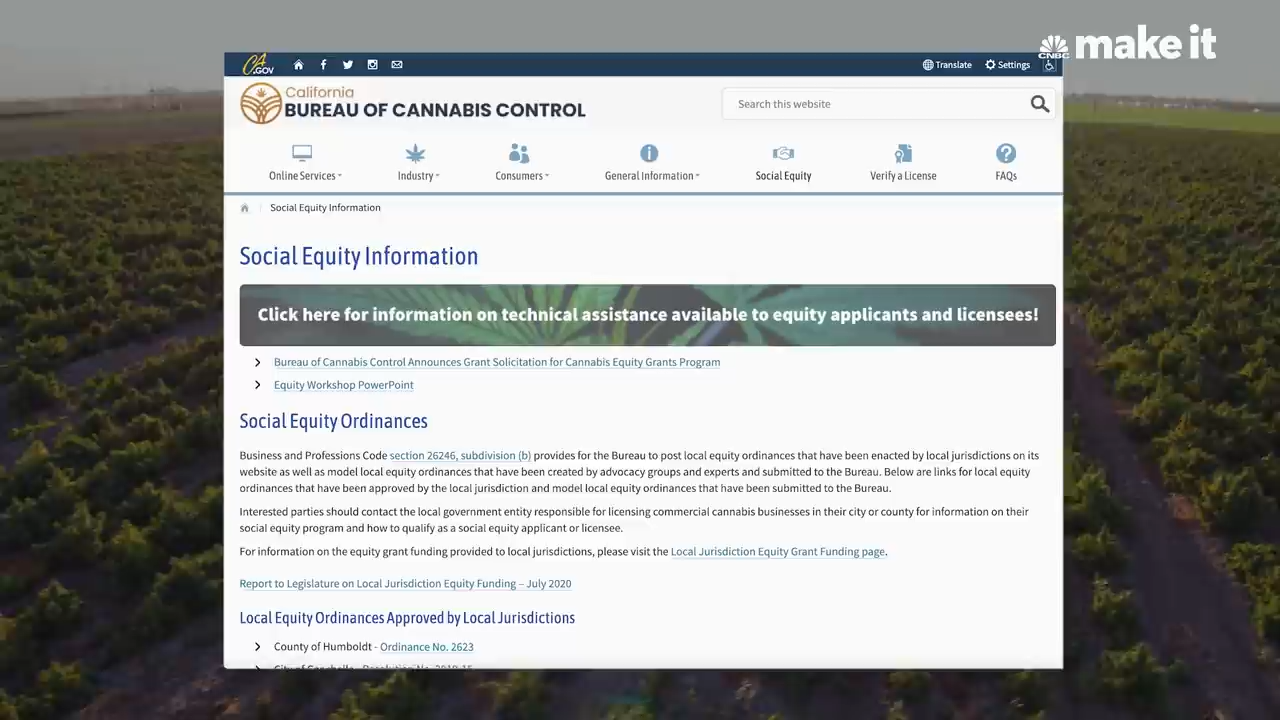 CNBC make it
CA.GOV
Translate Settings
California
BUREAU OF CANNABIS CONTROL
Search this website
Online Services Industry Consumers General Information Social Equity Verify a License FAQs
Social Equity Information
Social Equity Information
Click here for information on technical assistance available to equity applicants and licensees!
Bureau of Cannabis Control Announces Grant Solicitation for Cannabis Equity Grants Program
Equity Workshop PowerPoint
Social Equity Ordinances
Business and Professions Code section 26246, subdivision (b) provides for the Bureau to post local equity ordinances that have been enacted by local jurisdictions on its
website as well as model local equity ordinances that have been created by advocacy groups and experts and submitted to the Bureau. Below are links for local equity
ordinances that have been approved by the local jurisdiction and model local equity ordinances that have been submitted to the Bureau.
Interested parties should contact the local government entity responsible for licensing commercial cannabis businesses in their city or county for information on their
social equity program and how to qualify as a social equity applicant or licensee.
For information on the equity grant funding provided to local jurisdictions, please visit the Local Jurisdiction Equity Grant Funding page.
Report to Legislature on Local Jurisdiction Equity Funding – July 2020
Local Equity Ordinances Approved by Local Jurisdictions
County of Humboldt - Ordinance No. 2623